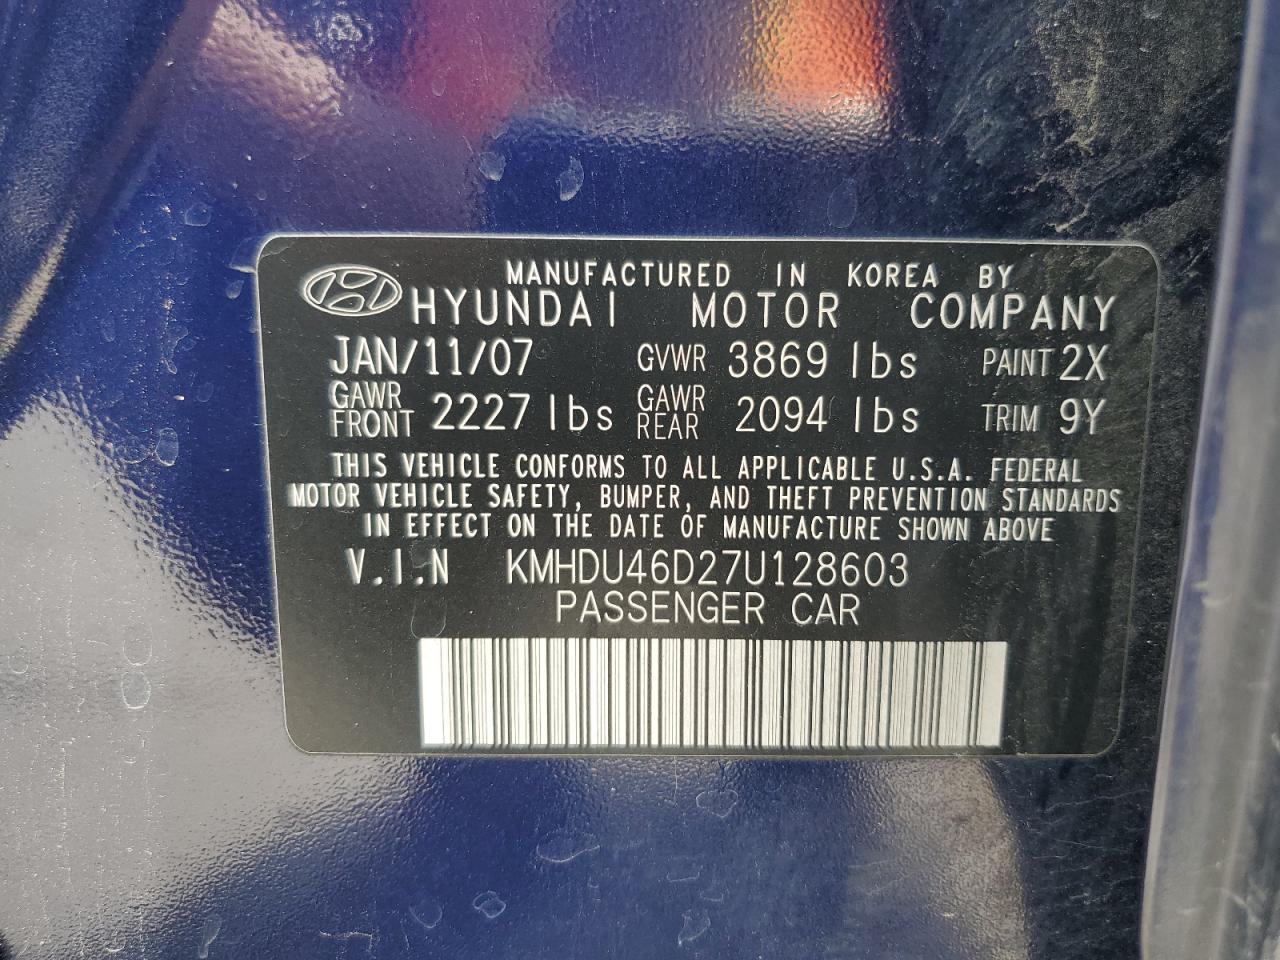 MANUFACTURED IN KOREA BY
HYUNDAI MOTOR COMPANY
JAN/11/07 GVWR 3869 lbs PAINT 2X
GAWR FRONT 2227 lbs GAWR REAR 2094 lbs TRIM 9Y
THIS VEHICLE CONFORMS TO ALL APPLICABLE U.S.A. FEDERAL
MOTOR VEHICLE SAFETY, BUMPER, AND THEFT PREVENTION STANDARDS
IN EFFECT ON THE DATE OF MANUFACTURE SHOWN ABOVE
V.I.N KMHDU46D27U128603
PASSENGER CAR